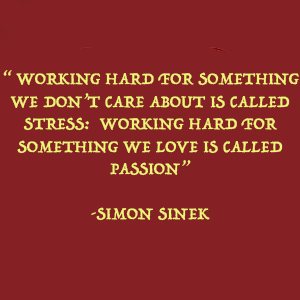 “ WORKING HARD FOR SOMETHING
WE DON’T CARE ABOUT IS CALLED
STRESS: WORKING HARD FOR
SOMETHING WE LOVE IS CALLED
PASSION”
-SIMON SINEK